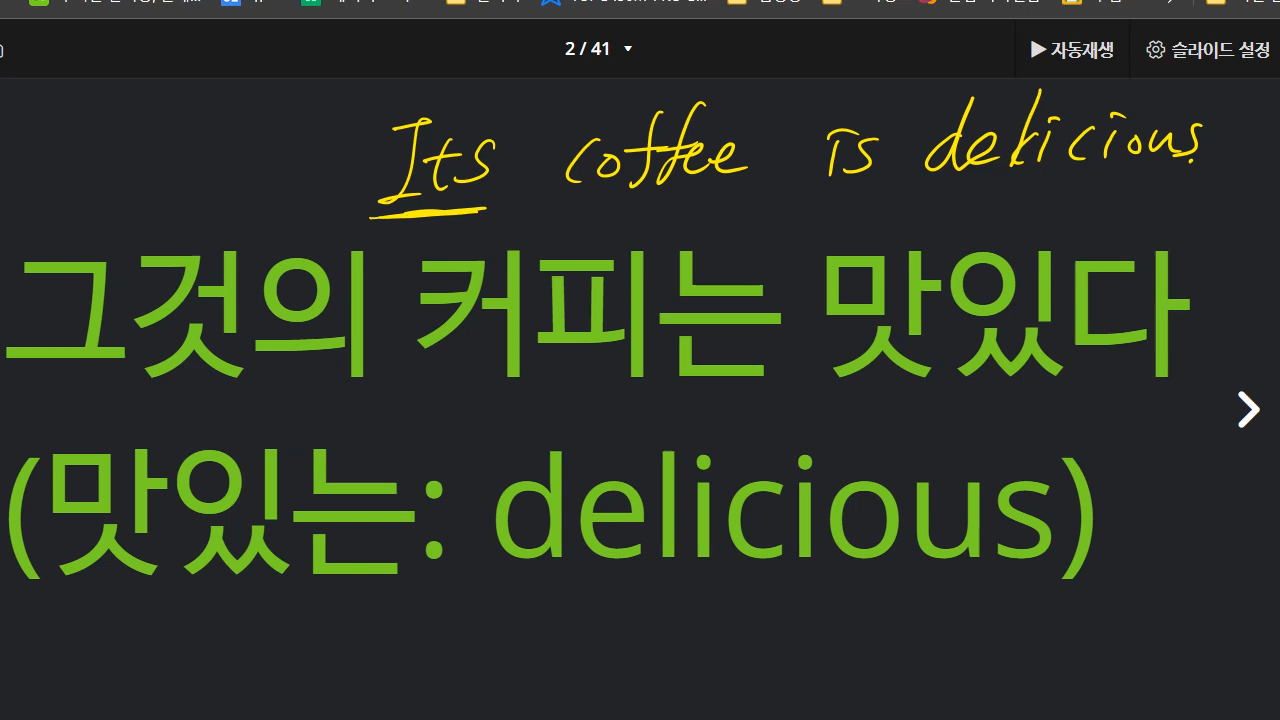 2 / 41
자동재생
슬라이드 설정
Its coffee is delicious
그것의 커피는 맛있다
(맛있는: delicious)